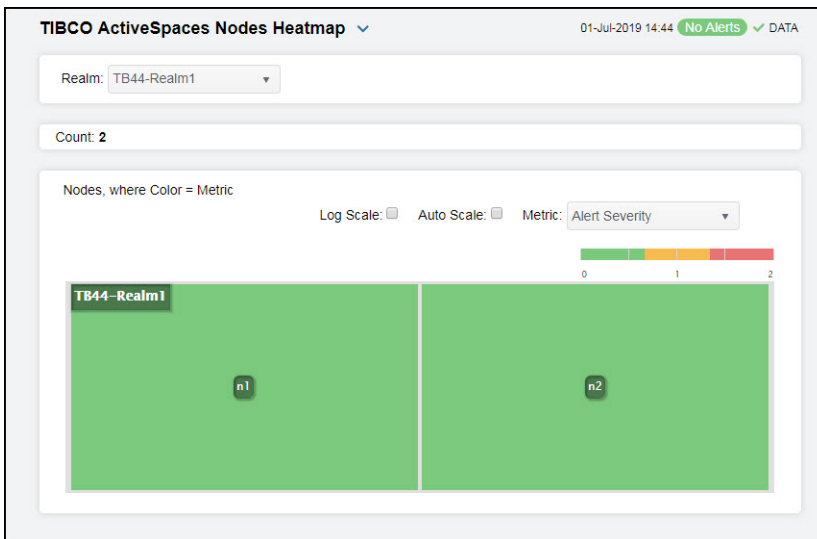 TIBCO ActiveSpaces Nodes Heatmap 01-Jul-2019 14:44 No Alerts DATA
Realm: TB44-Realm1
Count: 2
Nodes, where Color = Metric
Log Scale: Auto Scale: Metric: Alert Severity
0 1 2
TB44-Realm1
n1 n2